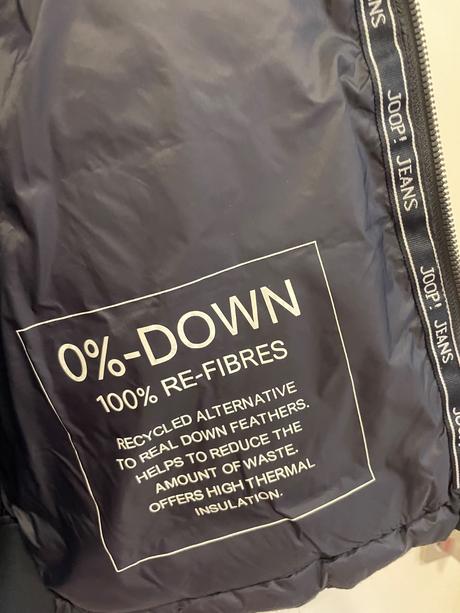 0%-DOWN
100% RE-FIBRES
RECYCLED ALTERNATIVE
TO REAL DOWN FEATHERS.
HELPS TO REDUCE THE
AMOUNT OF WASTE.
OFFERS HIGH THERMAL
INSULATION.
JOOP! JEANS
JOOP! JEANS